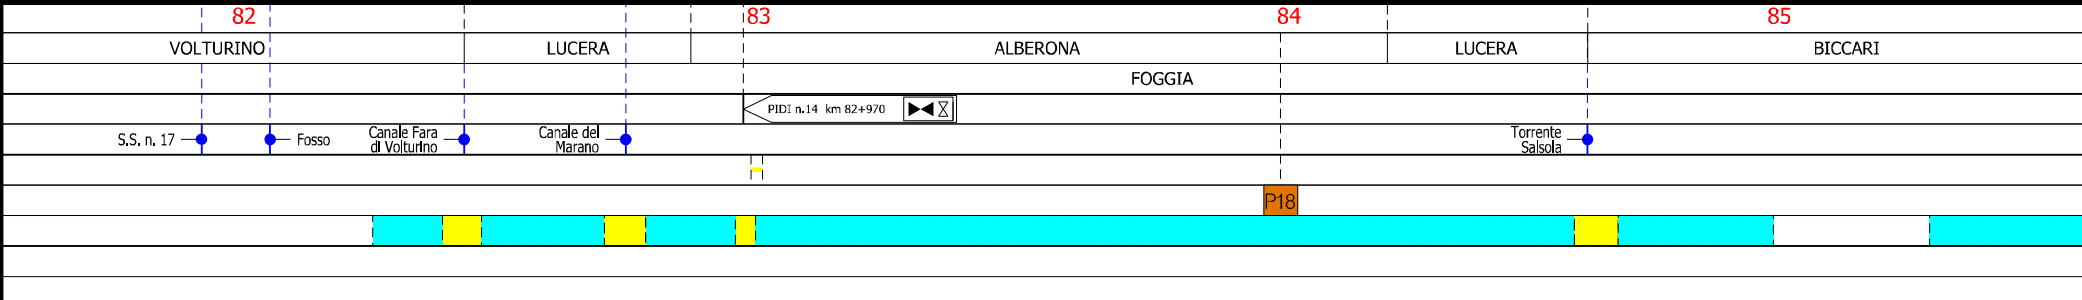 82 83 84 85
VOLTURINO LUCERA ALBERONA LUCERA BICCARI
FOGGIA
PIDI n.14 km 82+970
S.S. n. 17 Fosso Canale Fara
di Volturino
Canale del
Marano
Torrente
Salsola
P18